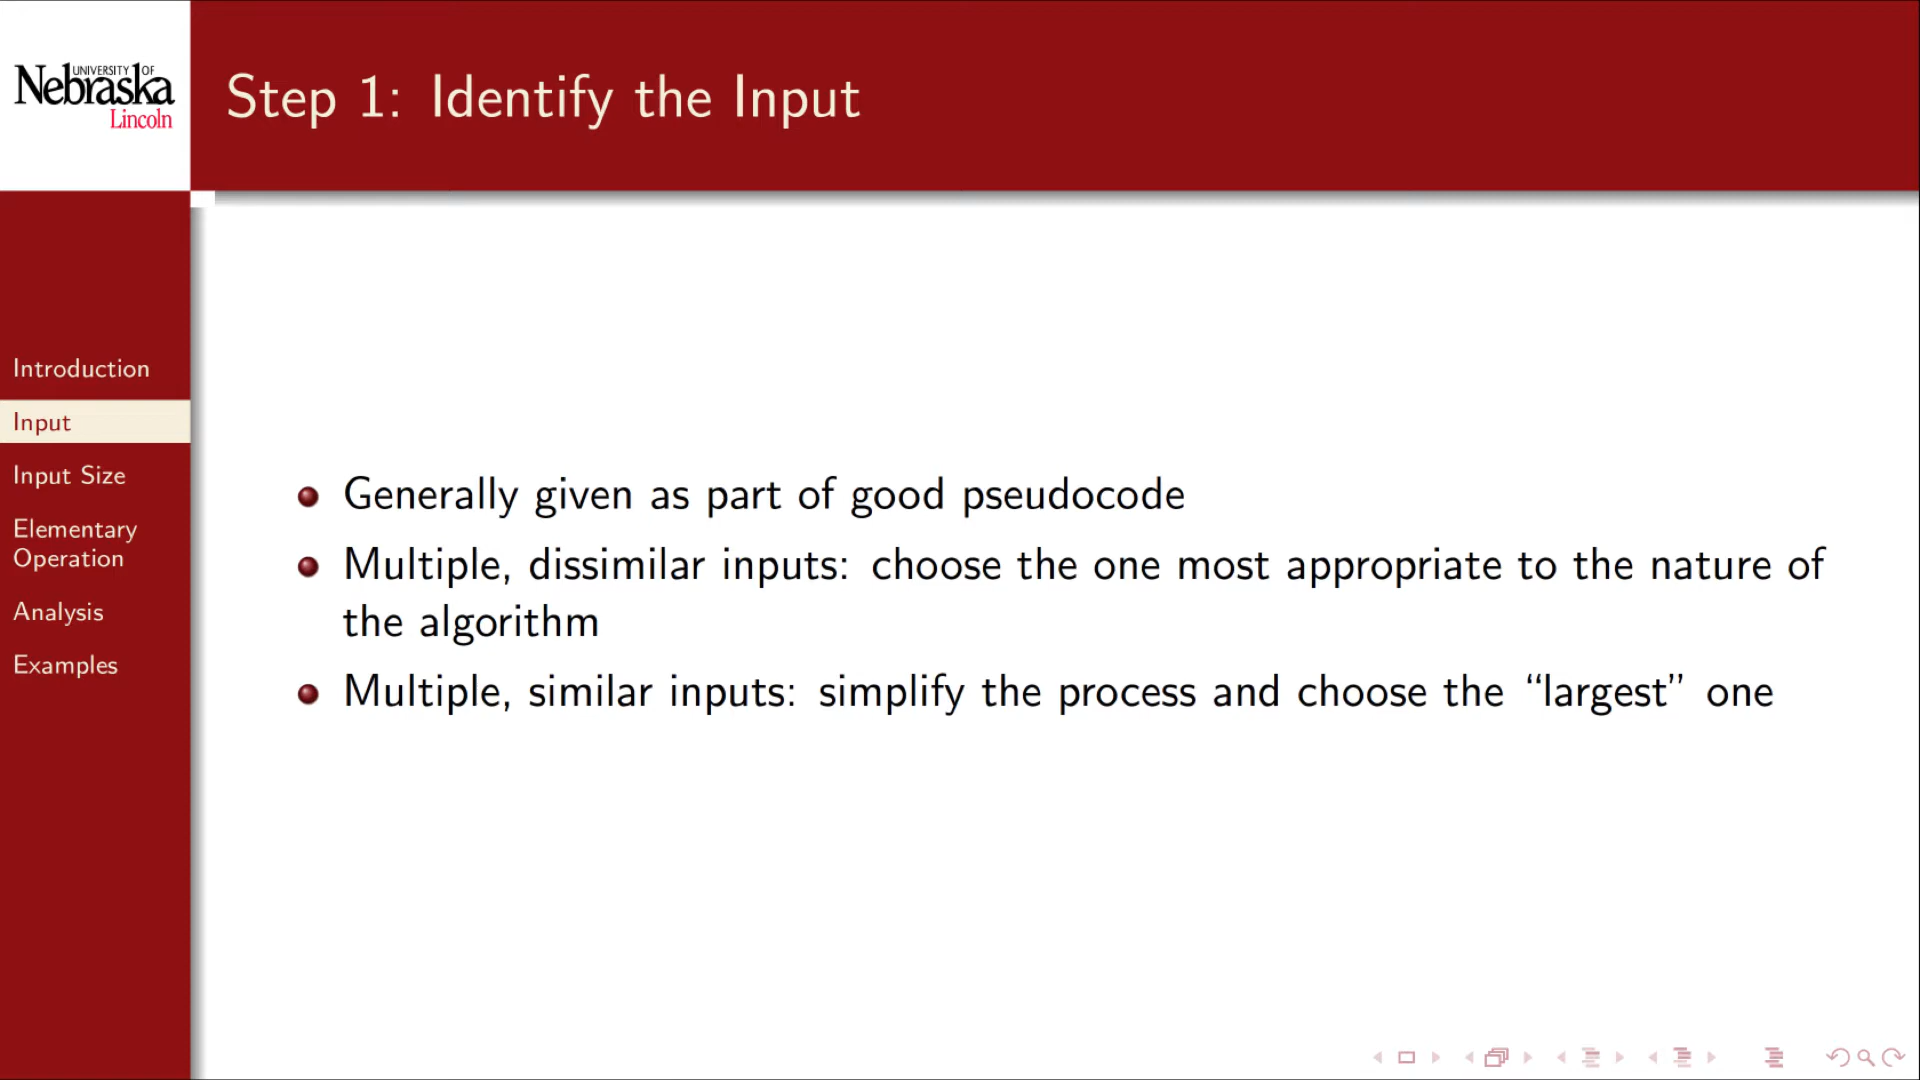 UNIVERSITY OF
Nebraska
Lincoln
Step 1: Identify the Input
Introduction
Input
Input Size
Elementary
Operation
Analysis
Examples
Generally given as part of good pseudocode
Multiple, dissimilar inputs: choose the one most appropriate to the nature of
the algorithm
Multiple, similar inputs: simplify the process and choose the “largest” one